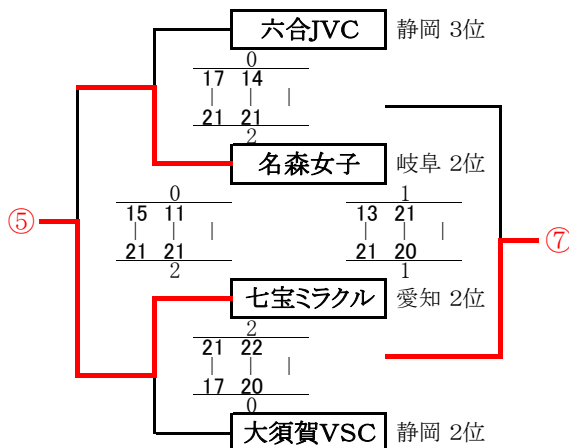 六合JVC 静岡 3位
0
17 14
| | |
21 21
2
名森女子 岐阜 2位
0 1
15 11 13 21
| | | | | |
⑤ ⑦
21 21 21 20
2 1
七宝ミラクル 愛知 2位
2
21 22
| | |
17 20
0
大須賀VSC 静岡 2位